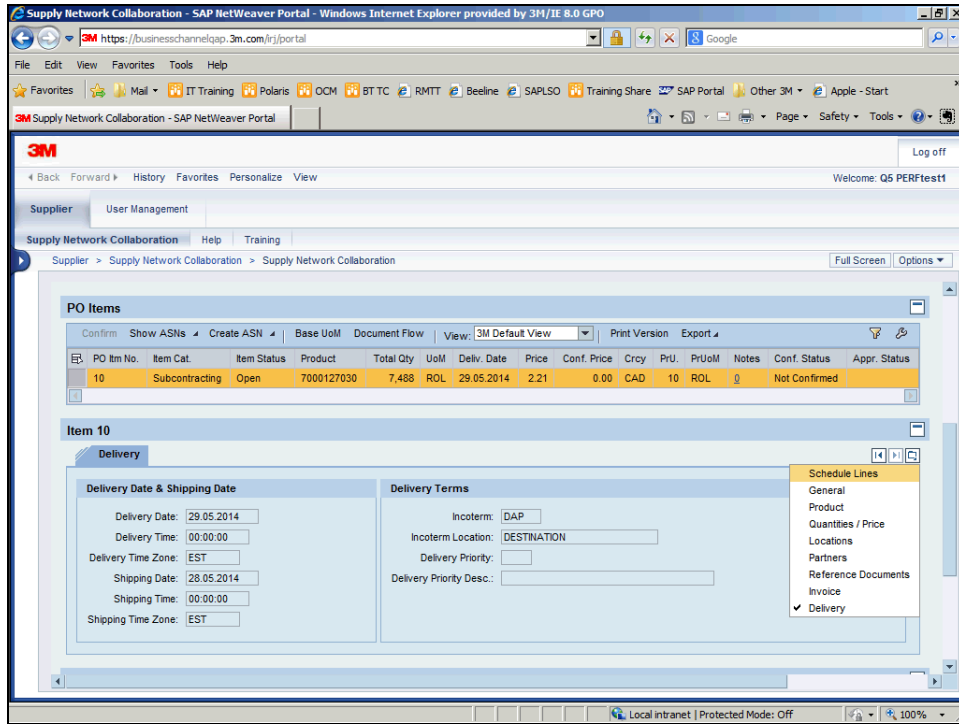 Supply Network Collaboration - SAP NetWeaver Portal - Windows Internet Explorer provided by 3M/IE 8.0 GPO
3M https://businesschannelqap.3m.com/irj/portal
Google
File Edit View Favorites Tools Help
Favorites Mail IT Training Polaris OCM BT TC RMTT Beeline SAPLSO Training Share SAP Portal Other 3M Apple - Start
3M Supply Network Collaboration - SAP NetWeaver Portal
Page Safety Tools
3M
Log off
Back Forward History Favorites Personalize View
Welcome: Q5 PERFtest1
Supplier User Management
Supply Network Collaboration Help Training
Supplier > Supply Network Collaboration > Supply Network Collaboration
Full Screen Options
PO Items
Confirm Show ASNs Create ASN Base UoM Document Flow View: 3M Default View Print Version Export
PO Itm No. Item Cat. Item Status Product Total Qty UoM Deliv. Date Price Conf. Price Crcy PrU. PrUoM Notes Conf. Status Appr. Status
10 Subcontracting Open 7000127030 7,488 ROL 29.05.2014 2.21 0.00 CAD 10 ROL 0 Not Confirmed
Item 10
Delivery
Delivery Date & Shipping Date
Delivery Date: 29.05.2014
Delivery Time: 00:00:00
Delivery Time Zone: EST
Shipping Date: 28.05.2014
Shipping Time: 00:00:00
Shipping Time Zone: EST
Delivery Terms
Incoterm: DAP
Incoterm Location: DESTINATION
Delivery Priority:
Delivery Priority Desc.:
Schedule Lines
General
Product
Quantities / Price
Locations
Partners
Reference Documents
Invoice
Delivery
Local intranet | Protected Mode: Off
100%